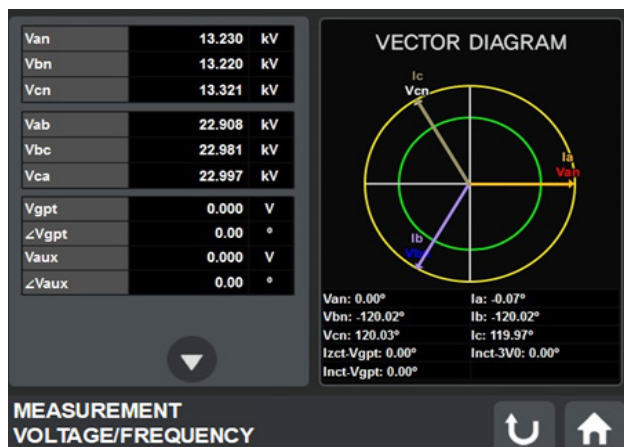 Van 13.230 kV
Vbn 13.220 kV
Vcn 13.321 kV
Vab 22.908 kV
Vbc 22.981 kV
Vca 22.997 kV
Vgpt 0.000 V
∠Vgpt 0.00 °
Vaux 0.000 V
∠Vaux 0.00 °
VECTOR DIAGRAM
Ic
Vcn
Ia
Van
Ib
Vbn
Van: 0.00° Ia: -0.07°
Vbn: -120.02° Ib: -120.02°
Vcn: 120.03° Ic: 119.97°
Izct-Vgpt: 0.00° Inct-3V0: 0.00°
Inct-Vgpt: 0.00°
MEASUREMENT
VOLTAGE/FREQUENCY